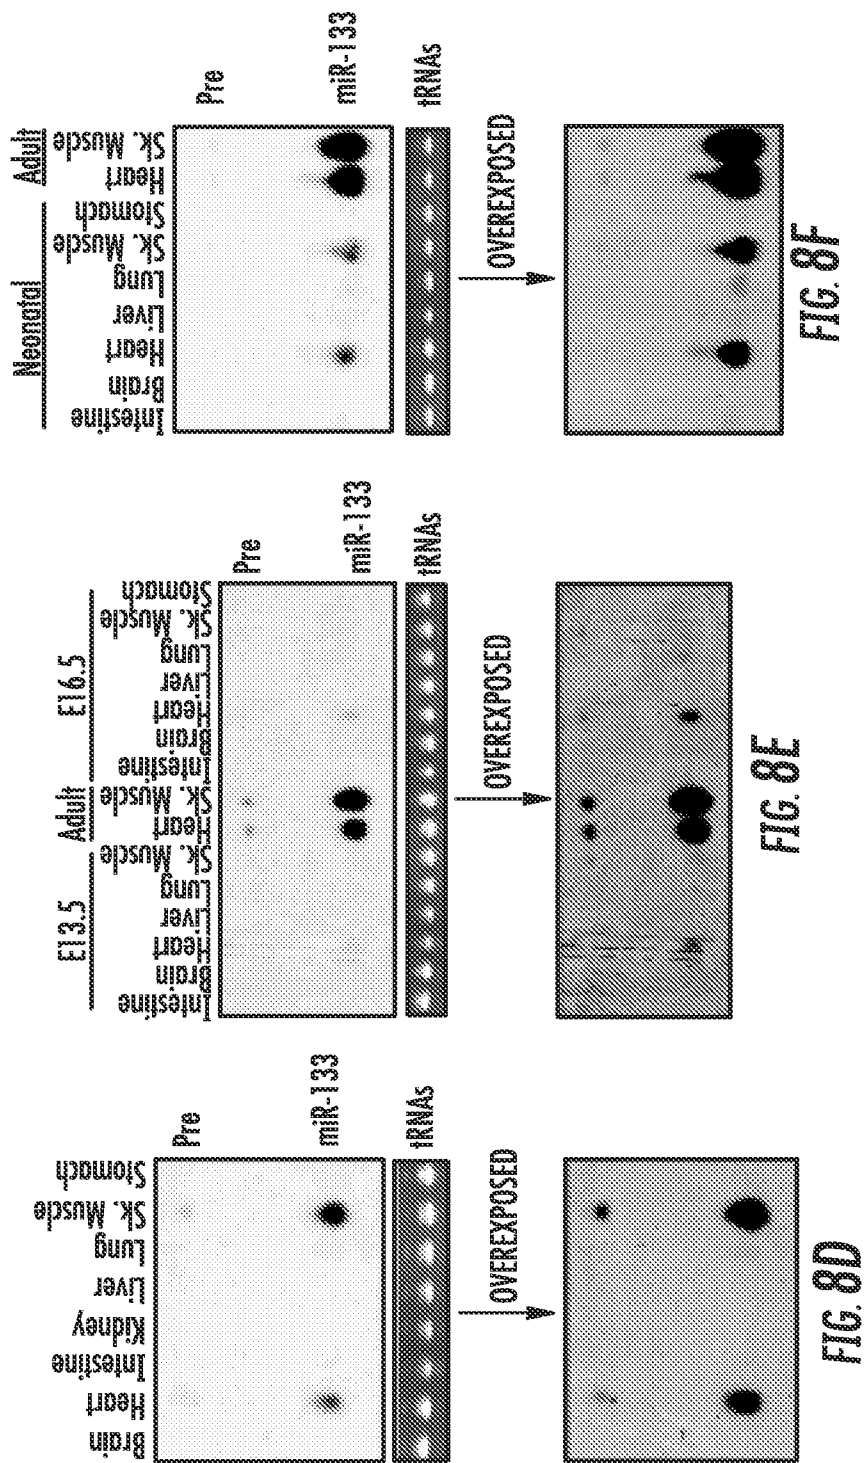 Brain
Heart
Intestine
Kidney
Liver
Lung
Sk. Muscle
Stomach
Pre
miR-133
tRNAs
OVEREXPOSED
FIG. 8D
E13.5
Adult
E16.5
Intestine
Brain
Heart
Liver
Lung
Sk. Muscle
Heart
Sk. Muscle
Intestine
Brain
Heart
Liver
Lung
Sk. Muscle
Stomach
Pre
miR-133
tRNAs
OVEREXPOSED
FIG. 8E
Neonatal
Adult
Intestine
Brain
Heart
Liver
Lung
Sk. Muscle
Stomach
Heart
Sk. Muscle
Pre
miR-133
tRNAs
OVEREXPOSED
FIG. 8F